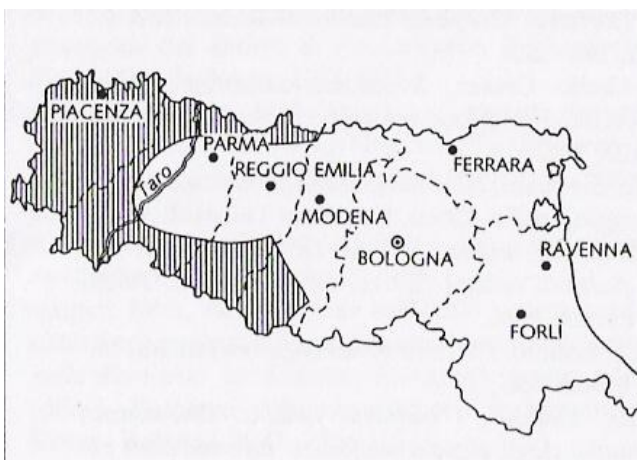 PIACENZA
Taro
PARMA
REGGIO EMILIA
MODENA
BOLOGNA
FERRARA
RAVENNA
FORLÌ